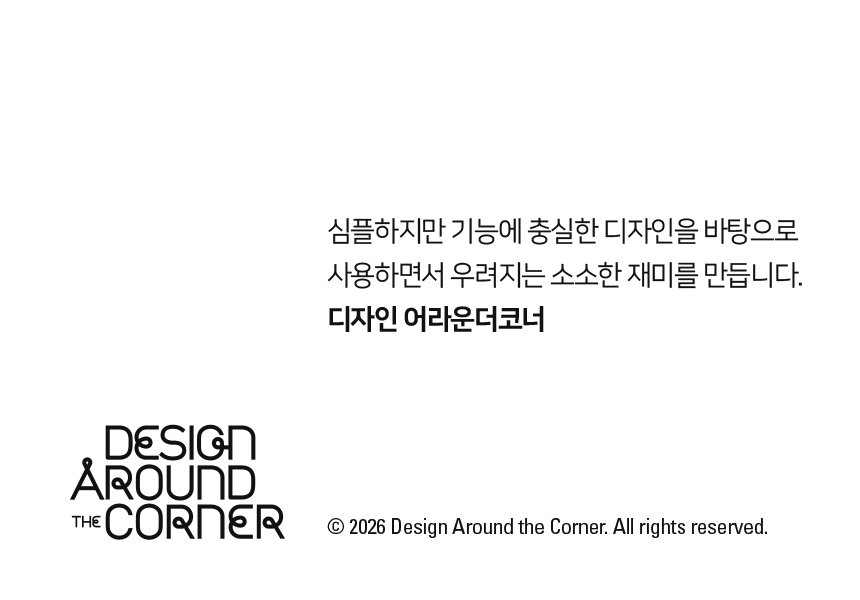 심플하지만 기능에 충실한 디자인을 바탕으로
사용하면서 우려지는 소소한 재미를 만듭니다.
디자인 어라운더코너
DESIGN
AROUND
THE CORNER
© 2026 Design Around the Corner. All rights reserved.